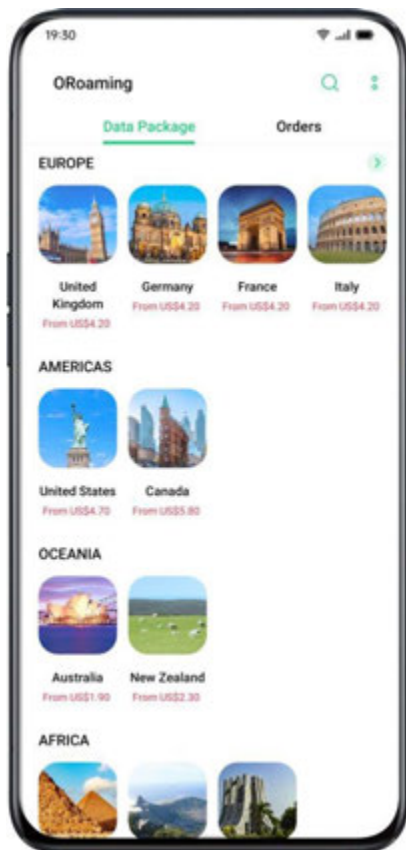 19:30
ORoaming
Data Package Orders
EUROPE
United Kingdom Germany France Italy
From US$4.20 From US$4.20 From US$4.20 From US$4.20
AMERICAS
United States Canada
From US$4.70 From US$5.80
OCEANIA
Australia New Zealand
From US$1.90 From US$2.30
AFRICA